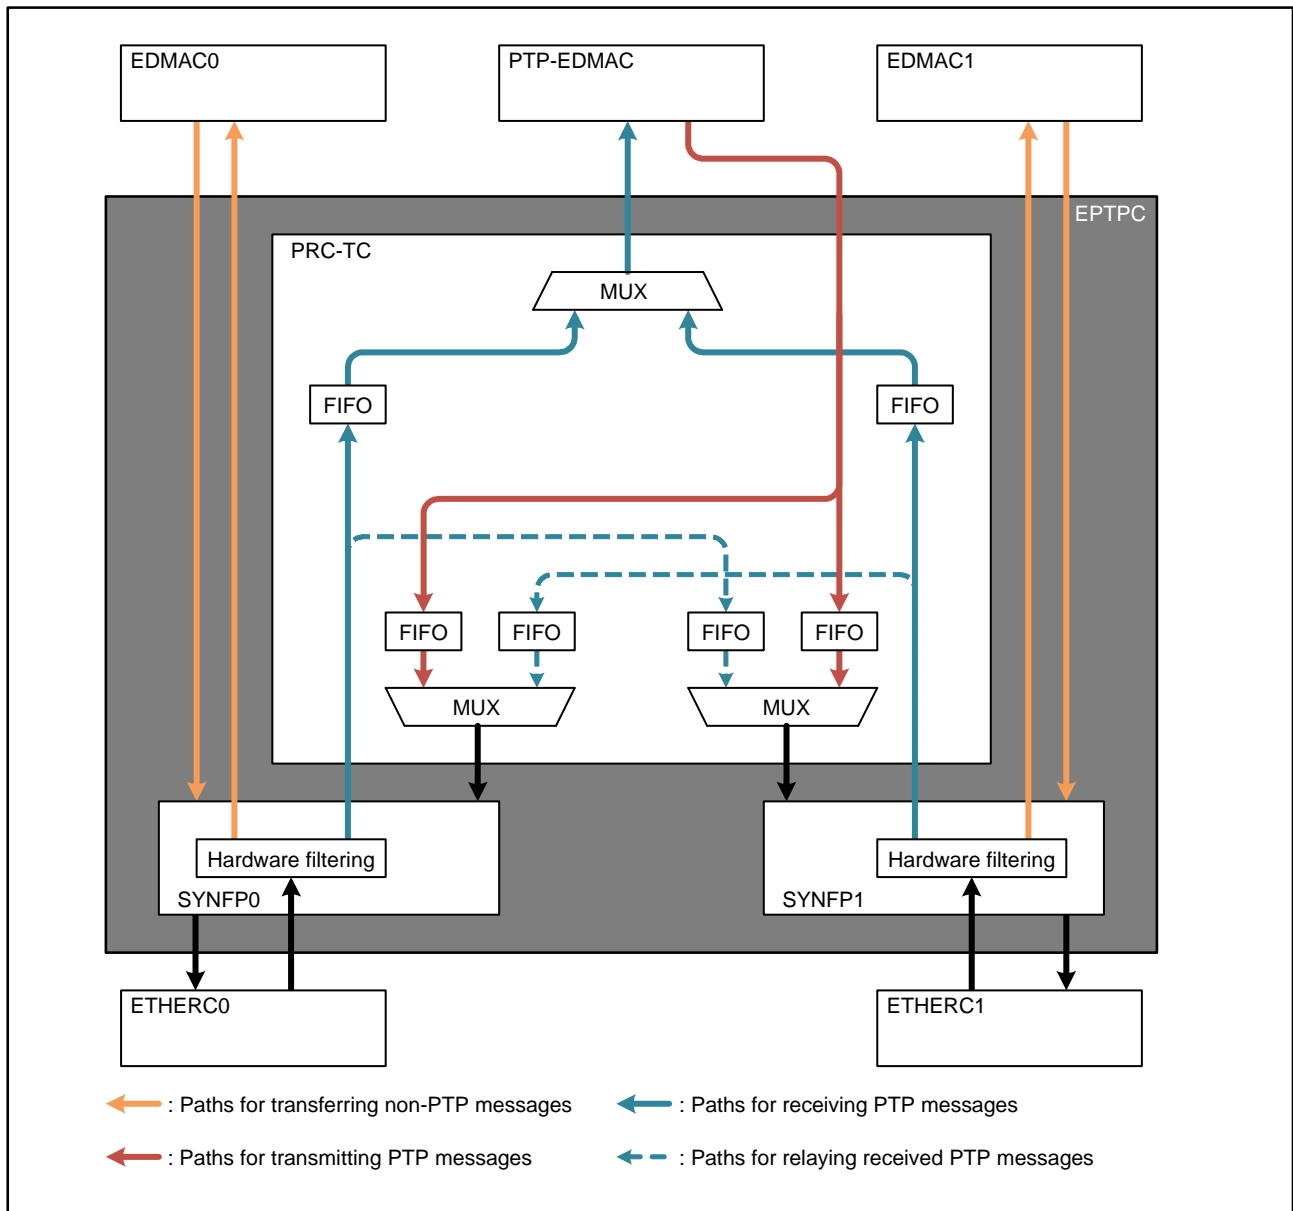 EDMAC0
PTP-EDMAC
EDMAC1
EPTPC
PRC-TC
MUX
FIFO
FIFO
FIFO
FIFO
FIFO
FIFO
MUX
MUX
Hardware filtering
SYNFP0
Hardware filtering
SYNFP1
ETHERC0
ETHERC1
: Paths for transferring non-PTP messages
: Paths for receiving PTP messages
: Paths for transmitting PTP messages
: Paths for relaying received PTP messages